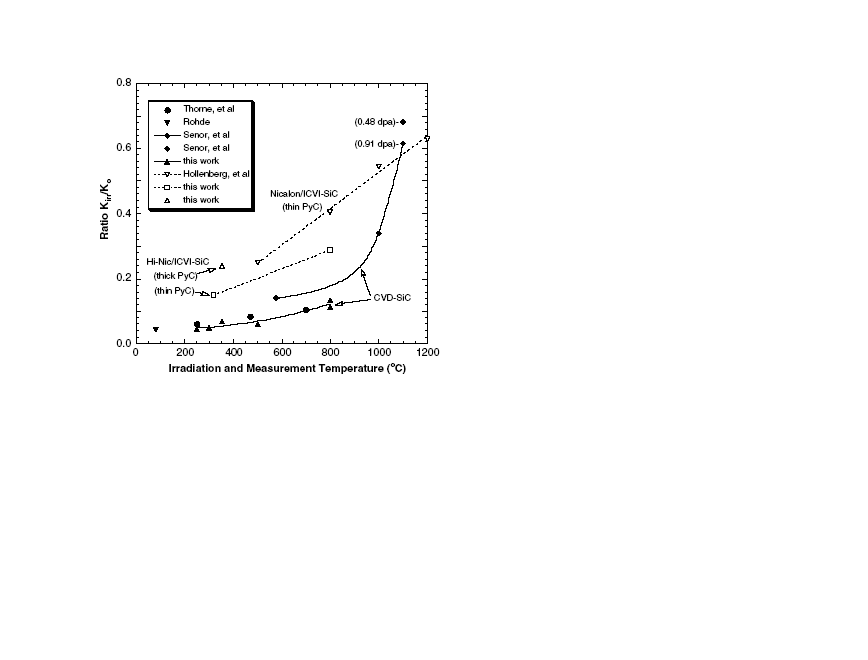 0.8
0.6
0.4
0.2
0.0
Ratio K_irr/K_o
Thorne, et al
Rohde
Senor, et al
Senor, et al
this work
Hollenberg, et al
this work
this work
(0.48 dpa)
(0.91 dpa)
Nicalon/ICVI-SiC
(thin PyC)
Hi-Nic/ICVI-SiC
(thick PyC)
(thin PyC)
CVD-SiC
0 200 400 600 800 1000 1200
Irradiation and Measurement Temperature (°C)